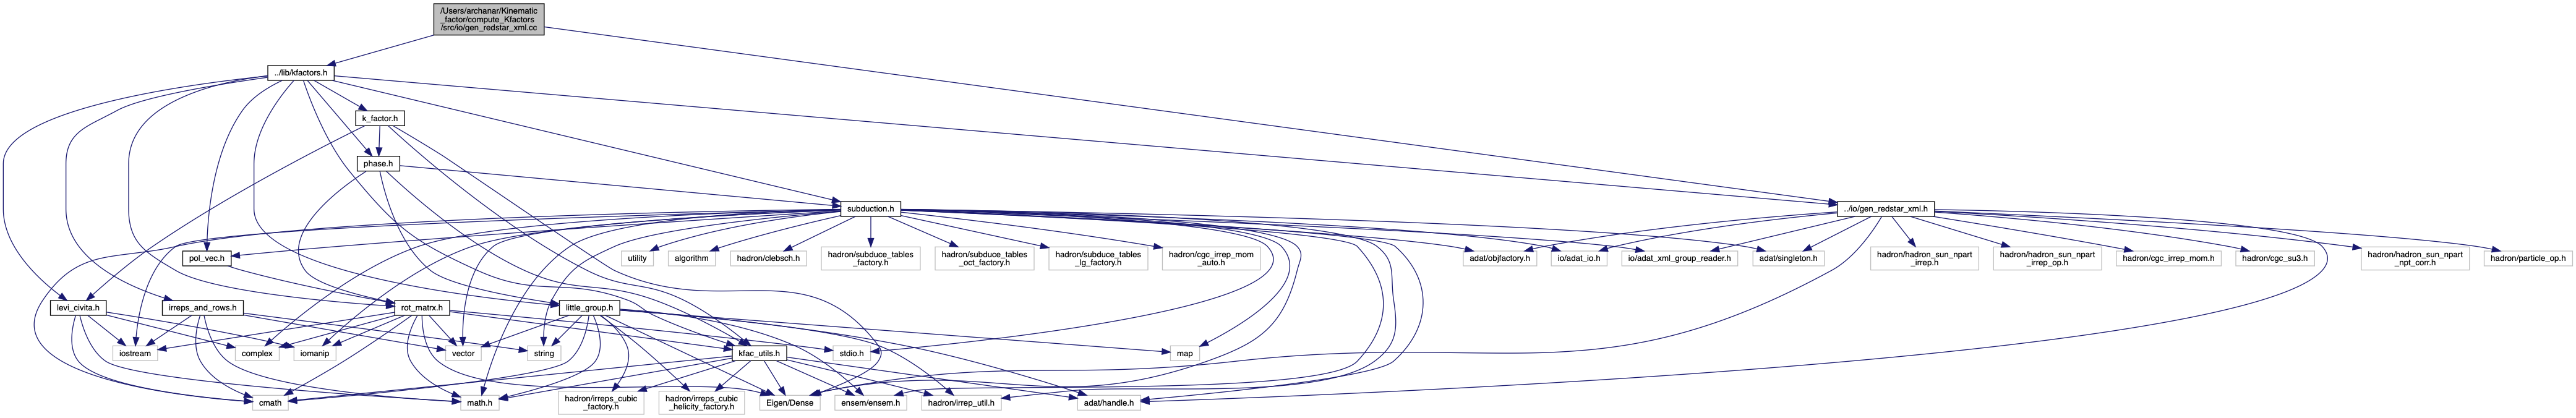 /Users/archanar/Kinematic
_factor/compute_Kfactors
/src/io/gen_redstar_xml.cc
../lib/kfactors.h
k_factor.h
phase.h
subduction.h
../io/gen_redstar_xml.h
pol_vec.h
utility
algorithm
hadron/clebsch.h
hadron/subduce_tables
_factory.h
hadron/subduce_tables
_oct_factory.h
hadron/subduce_tables
_lg_factory.h
hadron/cgc_irrep_mom
_auto.h
adat/objfactory.h
io/adat_io.h
io/adat_xml_group_reader.h
adat/singleton.h
hadron/hadron_sun_npart
_irrep.h
hadron/hadron_sun_npart
_irrep_op.h
hadron/cgc_irrep_mom.h
hadron/cgc_su3.h
hadron/hadron_sun_npart
_npt_corr.h
hadron/particle_op.h
levi_civita.h
irreps_and_rows.h
rot_matrx.h
little_group.h
iostream
complex
iomanip
vector
string
kfac_utils.h
stdio.h
map
cmath
math.h
hadron/irreps_cubic
_factory.h
hadron/irreps_cubic
_helicity_factory.h
Eigen/Dense
ensem/ensem.h
hadron/irrep_util.h
adat/handle.h